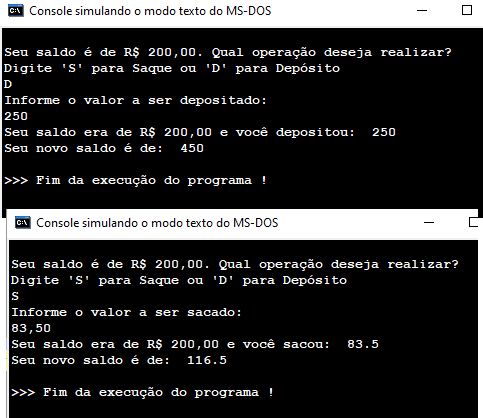 Console simulando o modo texto do MS-DOS
Seu saldo é de R$ 200,00. Qual operação deseja realizar?
Digite 'S' para Saque ou 'D' para Depósito
D
Informe o valor a ser depositado:
250
Seu saldo era de R$ 200,00 e você depositou:  250
Seu novo saldo é de:  450
>>> Fim da execução do programa !
Console simulando o modo texto do MS-DOS
Seu saldo é de R$ 200,00. Qual operação deseja realizar?
Digite 'S' para Saque ou 'D' para Depósito
S
Informe o valor a ser sacado:
83,50
Seu saldo era de R$ 200,00 e você sacou:  83.5
Seu novo saldo é de:  116.5
>>> Fim da execução do programa !